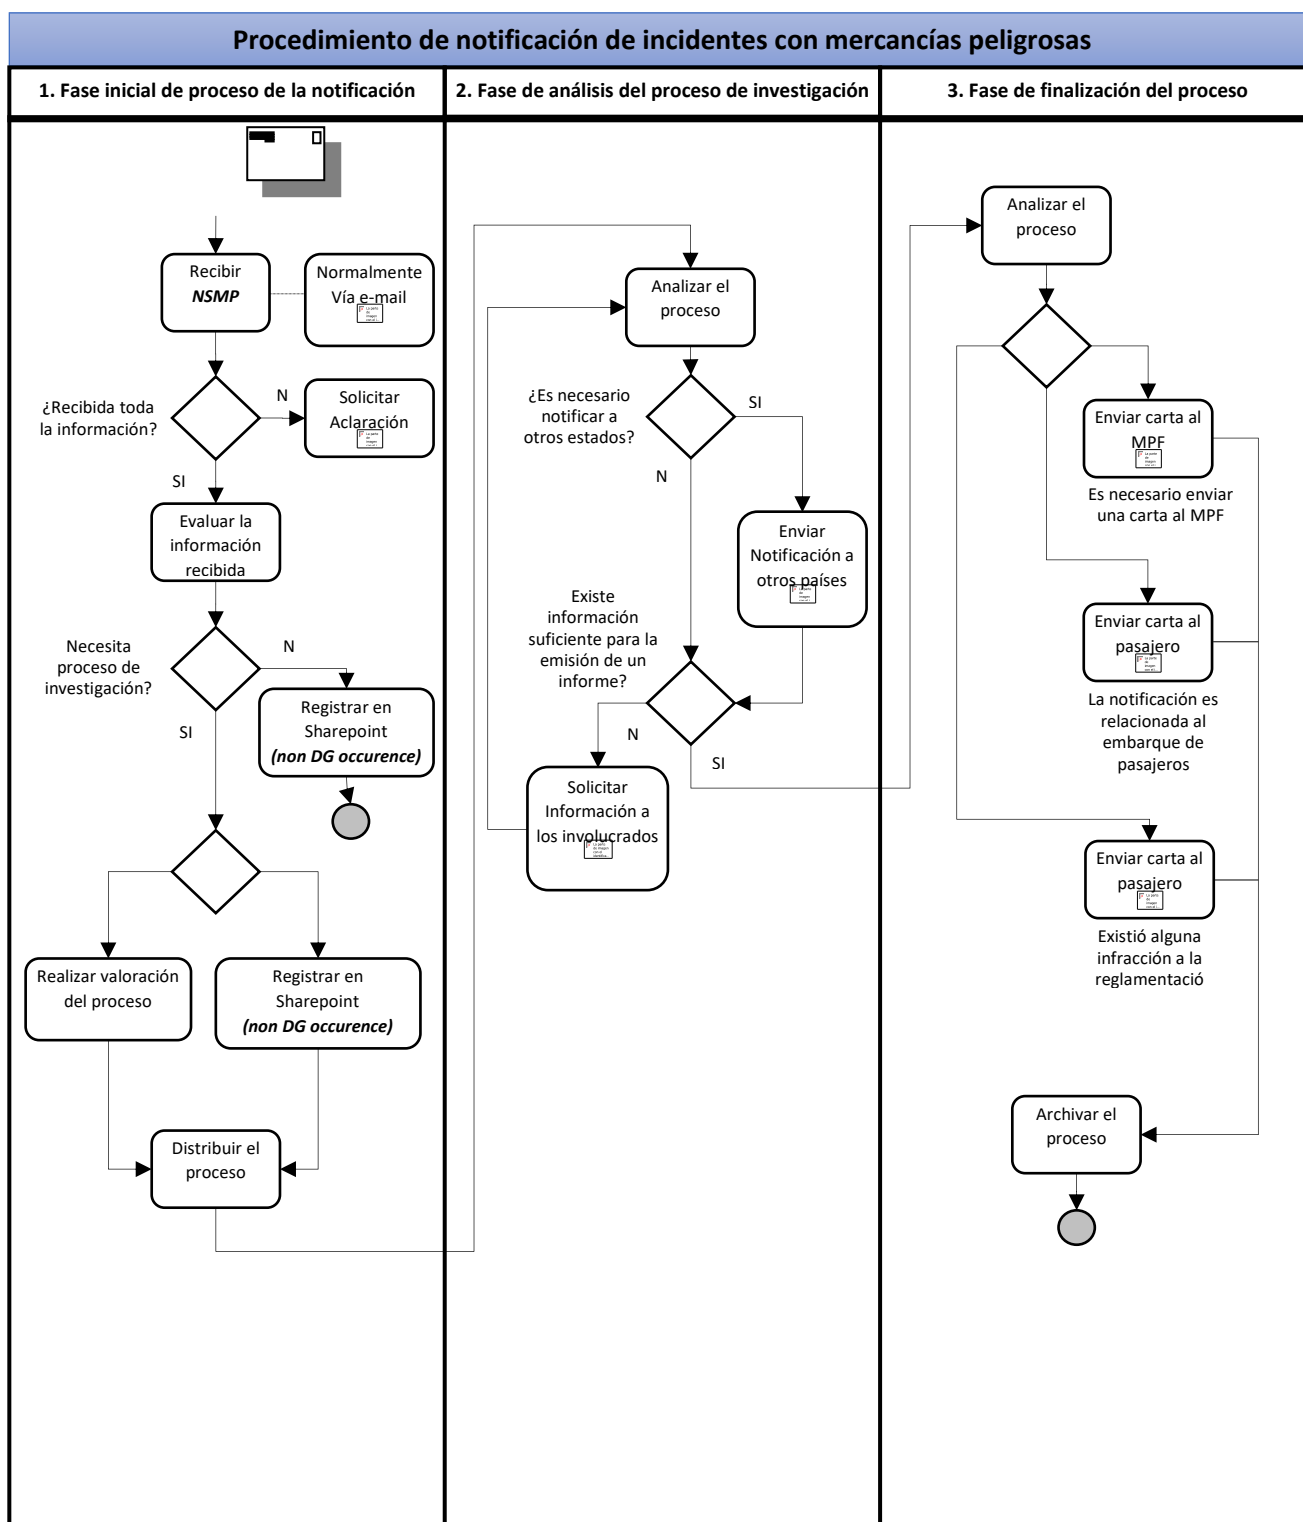 Procedimiento de notificación de incidentes con mercancías peligrosas
1. Fase inicial de proceso de la notificación
2. Fase de análisis del proceso de investigación
3. Fase de finalización del proceso
Recibir
NSMP
Normalmente
Vía e-mail
¿Recibida toda
la información?
N
Solicitar
Aclaración
SI
Evaluar la
información
recibida
Necesita
proceso de
investigación?
N
SI
Registrar en
Sharepoint
(non DG occurence)
Realizar valoración
del proceso
Registrar en
Sharepoint
(non DG occurence)
Distribuir el
proceso
Analizar el
proceso
¿Es necesario
notificar a
otros estados?
SI
N
Enviar
Notificación a
otros países
Existe
información
suficiente para la
emisión de un
informe?
N
SI
Solicitar
Información a
los involucrados
Analizar el
proceso
Enviar carta al
MPF
Es necesario enviar
una carta al MPF
Enviar carta al
pasajero
La notificación es
relacionada al
embarque de
pasajeros
Enviar carta al
pasajero
Existió alguna
infracción a la
reglamentació
Archivar el
proceso